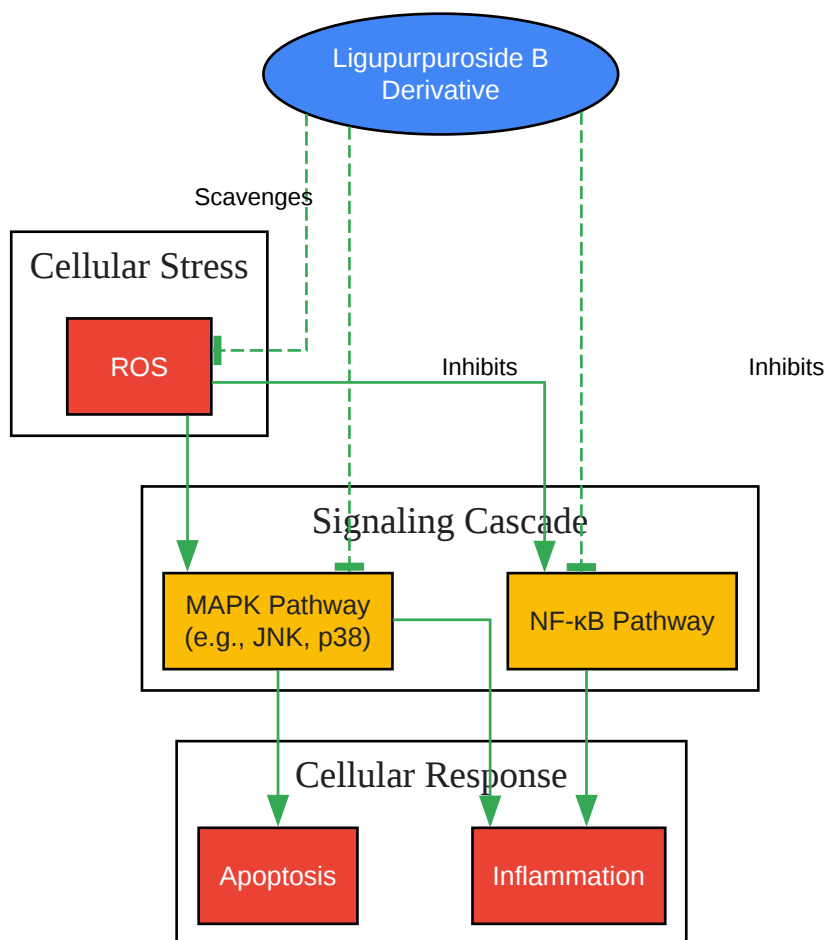 Ligupurpuroside B
Derivative
Scavenges
Cellular Stress
ROS
Inhibits
Inhibits
Signaling Cascade
MAPK Pathway
(e.g., JNK, p38)
NF-κB Pathway
Cellular Response
Apoptosis
Inflammation